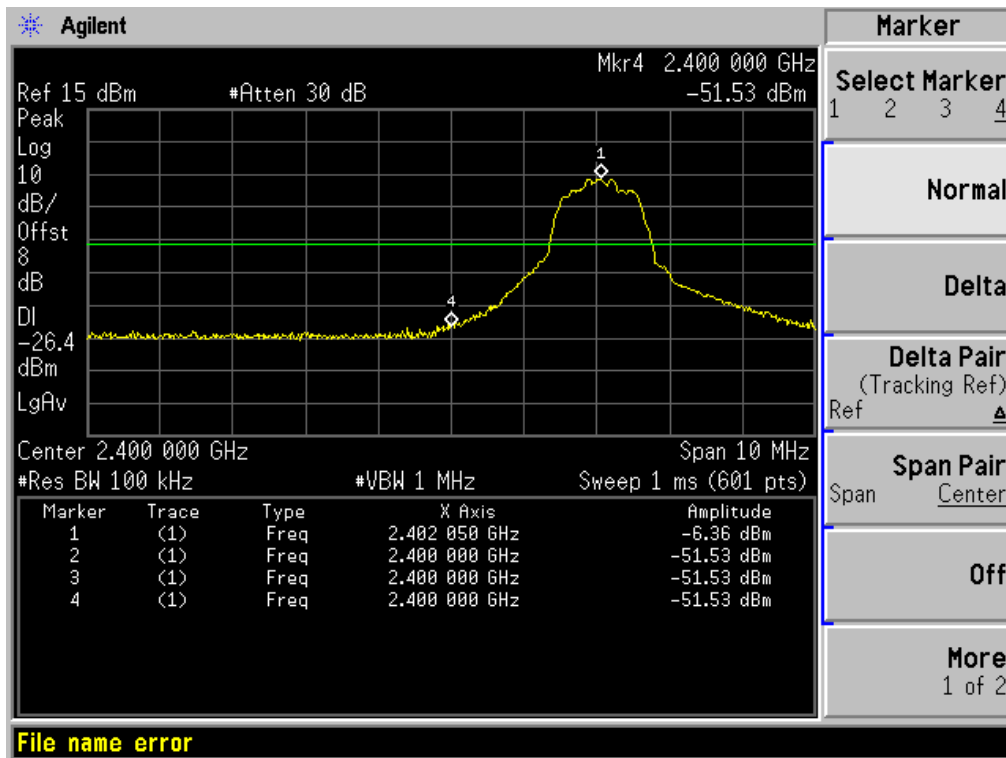 Agilent
Mkr4 2.400 000 GHz
Ref 15 dBm #Atten 30 dB -51.53 dBm
Peak
Log
10
dB/
Offst
8
dB
DI
-26.4
dBm
LgAv
1
4
Center 2.400 000 GHz Span 10 MHz
#Res BW 100 kHz #VBW 1 MHz Sweep 1 ms (601 pts)
Marker Trace Type X Axis Amplitude
1 (1) Freq 2.402 050 GHz -6.36 dBm
2 (1) Freq 2.400 000 GHz -51.53 dBm
3 (1) Freq 2.400 000 GHz -51.53 dBm
4 (1) Freq 2.400 000 GHz -51.53 dBm
File name error
Marker
Select Marker
1 2 3 4
Normal
Delta
Delta Pair
(Tracking Ref)
Ref Δ
Span Pair
Span Center
Off
More
1 of 2